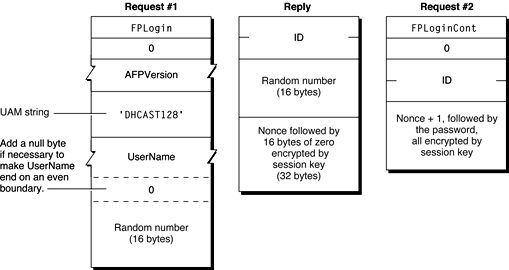 Request #1
FPLogin
0
AFPVersion
UAM string
'DHCAST128'
Add a null byte
if necessary to
make UserName
end on an even
boundary.
UserName
0
Random number
(16 bytes)
Reply
ID
Random number
(16 bytes)
Nonce followed by
16 bytes of zero
encrypted by
session key
(32 bytes)
Request #2
FPLoginCont
0
ID
Nonce + 1, followed by
the password,
all encrypted by
session key